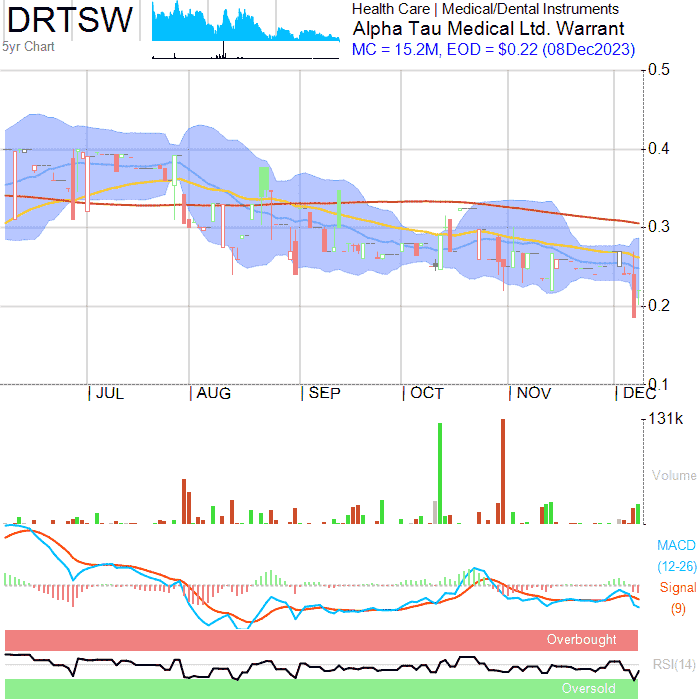 DRTSW
5yr Chart
Health Care | Medical/Dental Instruments
Alpha Tau Medical Ltd. Warrant
MC = 15.2M, EOD = $0.22 (08Dec2023)
0.5
0.4
0.3
0.2
0.1
JUL AUG SEP OCT NOV DEC
131k
Volume
MACD
(12-26)
Signal
(9)
Overbought
RSI(14)
Oversold